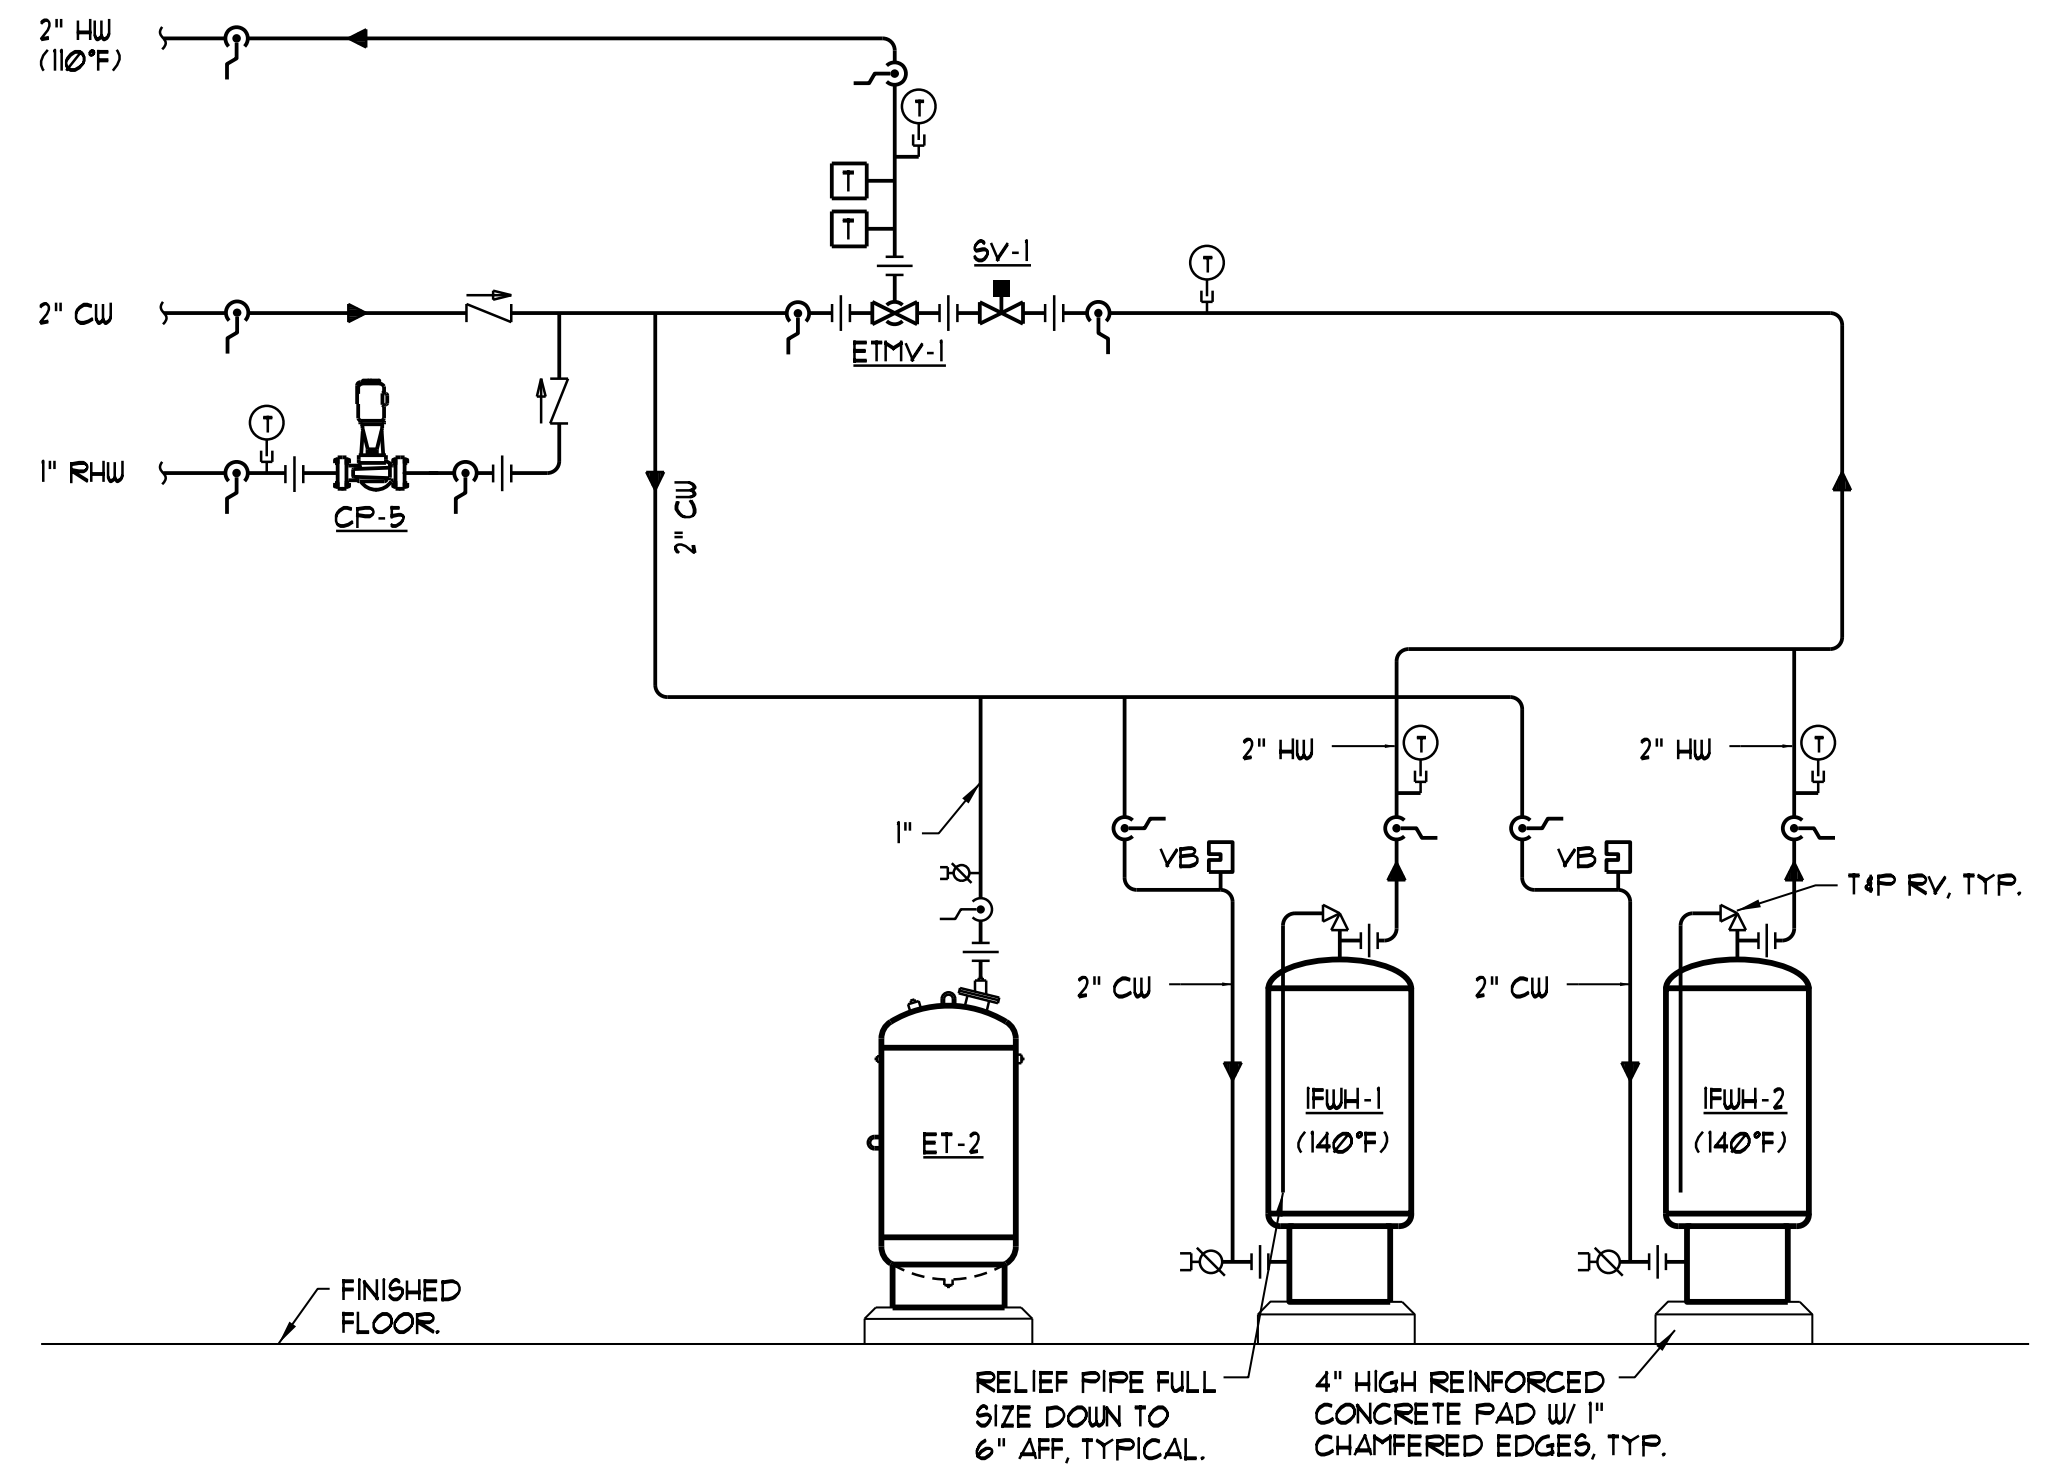 2" HW
(110°F)
T
T
T
SV-1
T
2" CW
ETMV-1
T
1" RHW
CP-5
2" CW
2" HW
T
2" HW
T
1"
VB
VB
T&P RV, TYP.
2" CW
2" CW
IFWH-1
(140°F)
IFWH-2
(140°F)
ET-2
FINISHED
FLOOR.
RELIEF PIPE FULL
SIZE DOWN TO
6" AFF, TYPICAL.
4" HIGH REINFORCED
CONCRETE PAD W/ 1"
CHAMFERED EDGES, TYP.